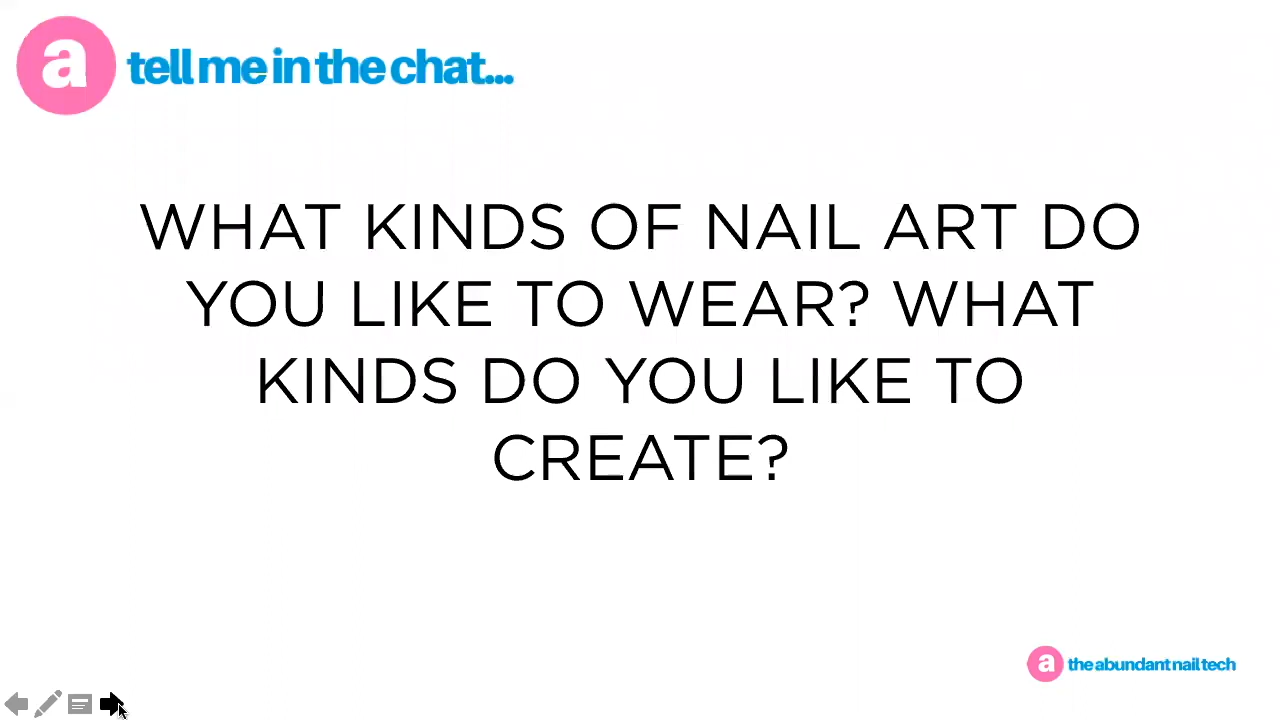 a tell me in the chat...
WHAT KINDS OF NAIL ART DO
YOU LIKE TO WEAR? WHAT
KINDS DO YOU LIKE TO
CREATE?
a the abundant nail tech